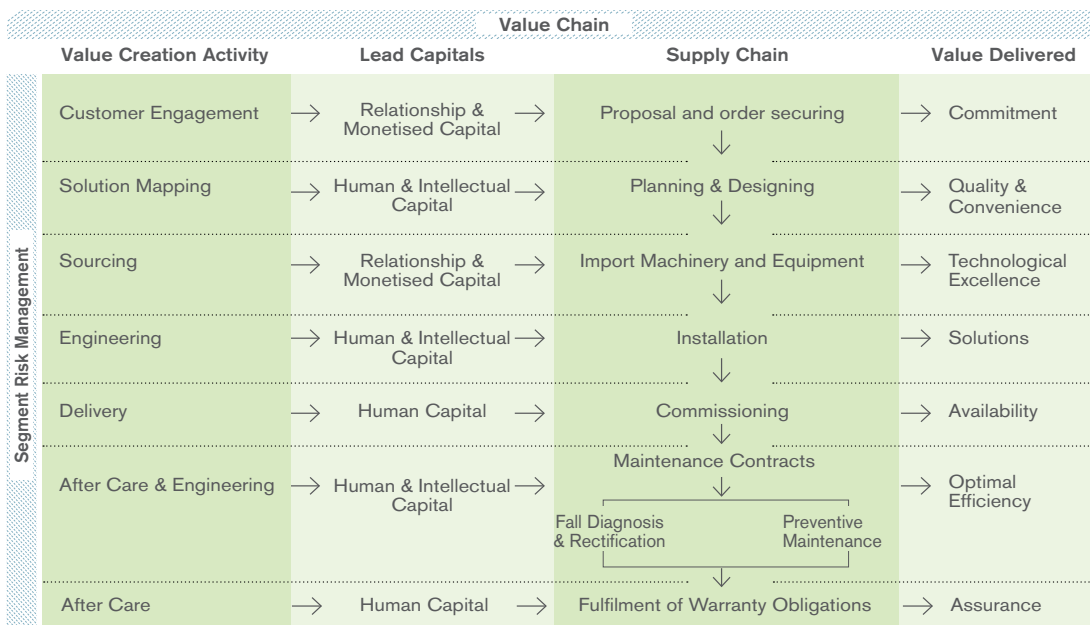 Value Chain
Value Creation Activity
Lead Capitals
Supply Chain
Value Delivered
Segment Risk Management
Customer Engagement
Relationship &
Monetised Capital
Proposal and order securing
Commitment
Solution Mapping
Human & Intellectual
Capital
Planning & Designing
Quality &
Convenience
Sourcing
Relationship &
Monetised Capital
Import Machinery and Equipment
Technological
Excellence
Engineering
Human & Intellectual
Capital
Installation
Solutions
Delivery
Human Capital
Commissioning
Availability
After Care & Engineering
Human & Intellectual
Capital
Maintenance Contracts
Fall Diagnosis
& Rectification
Preventive
Maintenance
Optimal
Efficiency
After Care
Human Capital
Fulfilment of Warranty Obligations
Assurance